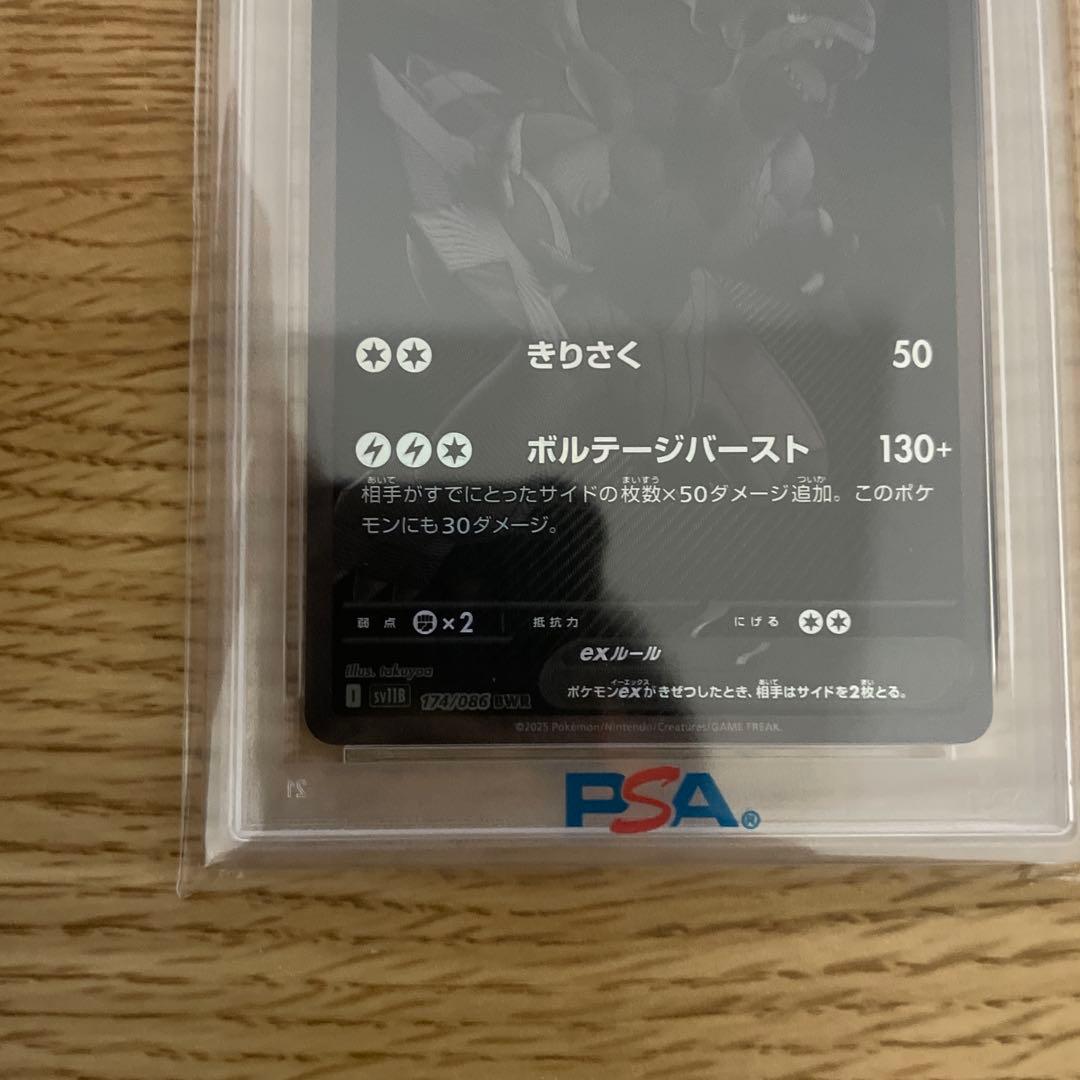 きりさく 50
ボルテージバースト 130+
相手がすでにとったサイドの枚数×50ダメージ追加。このポケ
モンにも30ダメージ。
弱点 ×2 抵抗力 にげる
exルール
ポケモンexがきぜつしたとき、相手はサイドを2枚とる。
illus. takuyoa
I sv11B 174/086 BWR
©2025 Pokémon/Nintendo/Creatures/GAME FREAK.
21
PSA®